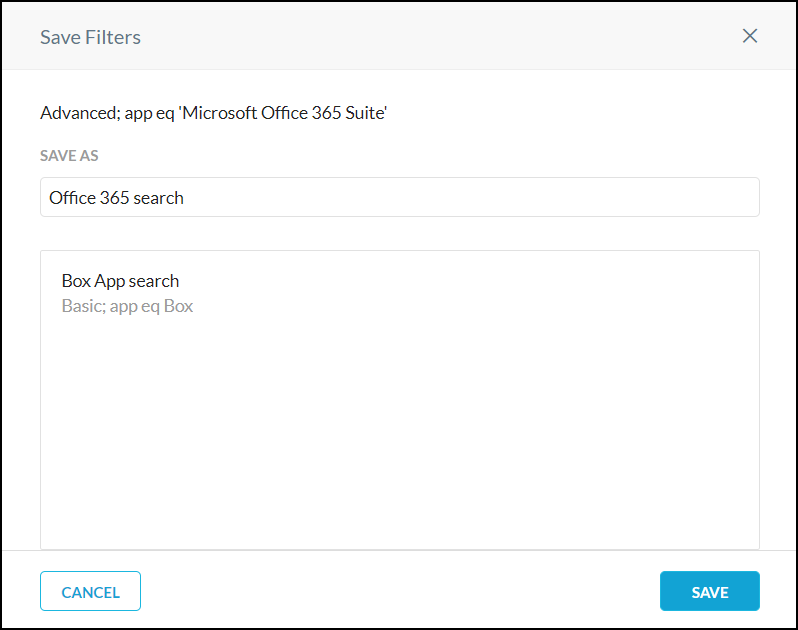 Save Filters
Advanced; app eq 'Microsoft Office 365 Suite'
SAVE AS
Office 365 search
Box App search
Basic; app eq Box
CANCEL
SAVE